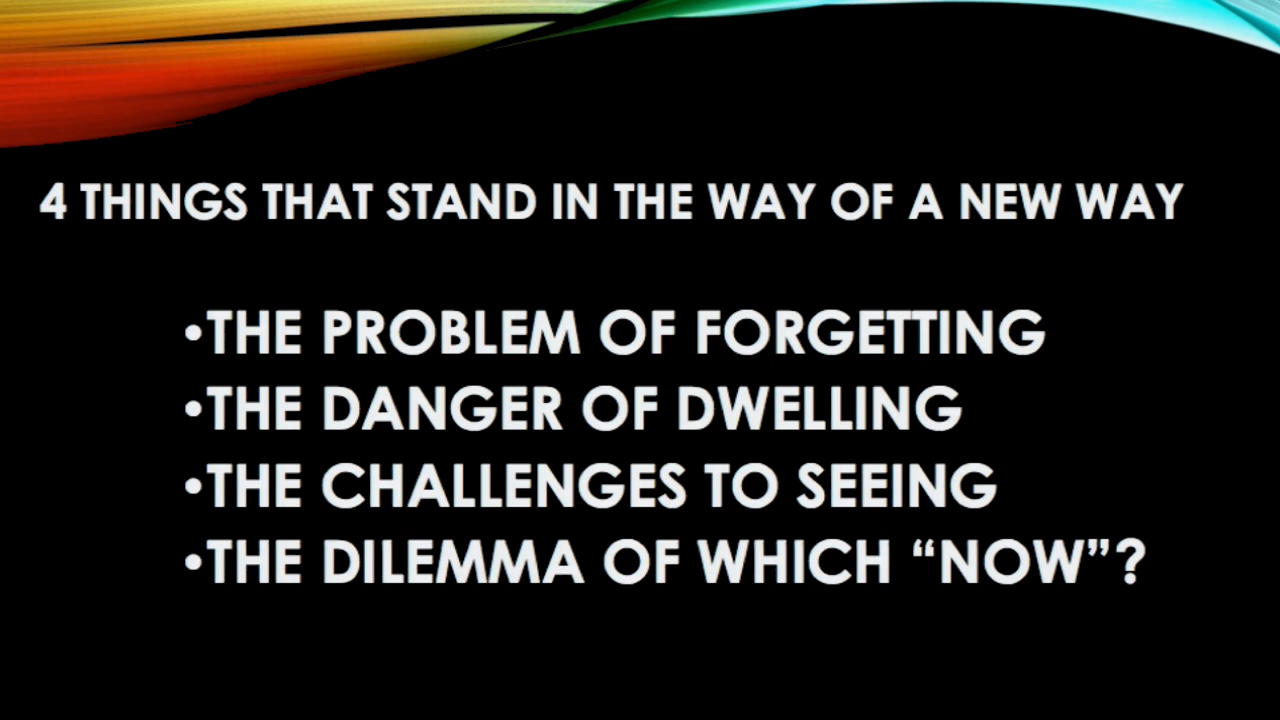 4 THINGS THAT STAND IN THE WAY OF A NEW WAY
•THE PROBLEM OF FORGETTING
•THE DANGER OF DWELLING
•THE CHALLENGES TO SEEING
•THE DILEMMA OF WHICH “NOW”?